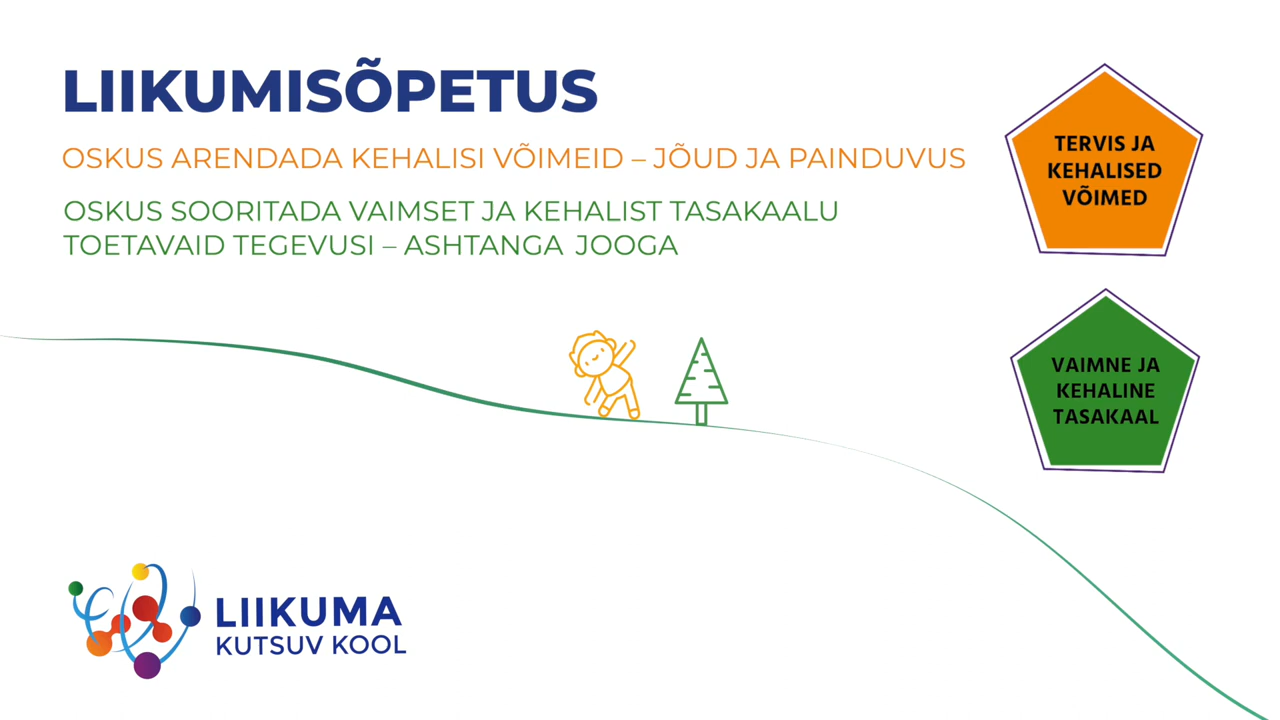 LIIKUMISÕPETUS
OSKUS ARENDADA KEHALISI VÕIMEID – JÕUD JA PAINDUVUS
OSKUS SOORITADA VAIMSET JA KEHALIST TASAKAALU
TOETAVAID TEGEVUSI – ASHTANGA JOOGA
TERVIS JA
KEHALISED
VÕIMED
VAIMNE JA
KEHALINE
TASAKAAL
LIIKUMA
KUTSUV KOOL